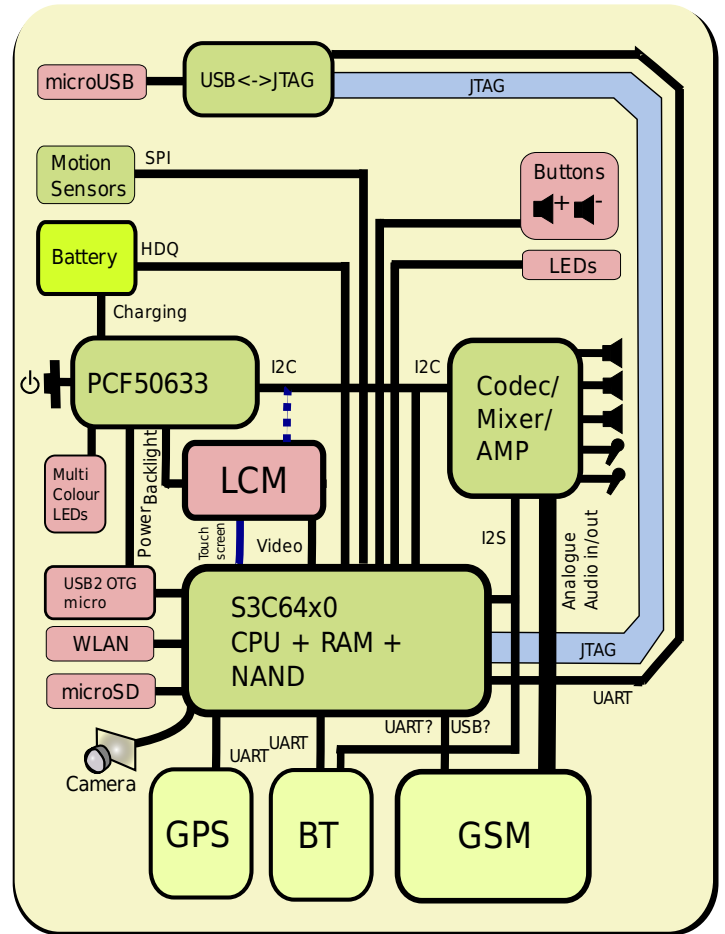 microUSB
USB<->JTAG
JTAG
Motion
Sensors
SPI
Buttons
+ -
Battery
HDQ
LEDs
Charging
PCF50633
I2C
I2C
Codec/
Mixer/
AMP
Multi
Colour
LEDs
Backlight
Power
LCM
Touch
screen
Video
I2S
Analogue
Audio in/out
USB2 OTG
micro
S3C64x0
CPU + RAM +
NAND
WLAN
JTAG
microSD
UART
Camera
UART
UART
UART?
USB?
GPS
BT
GSM